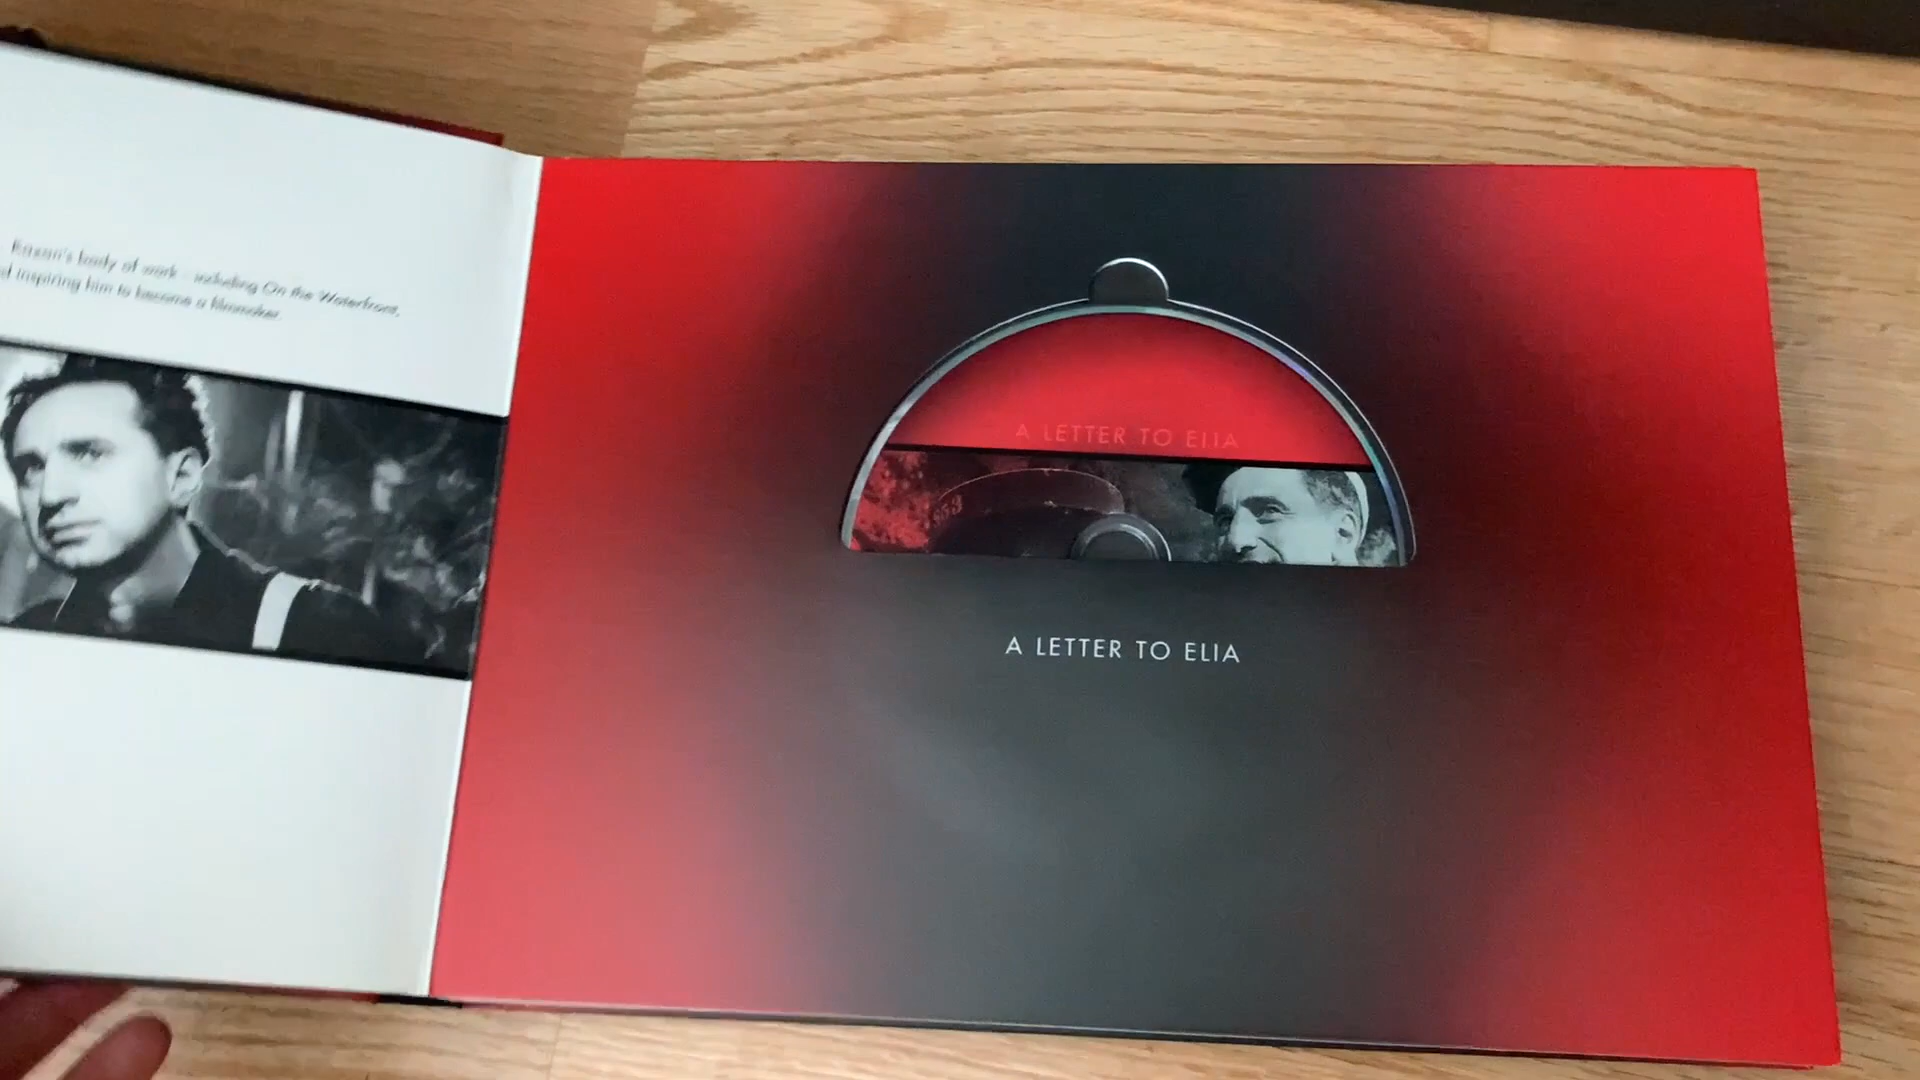 Kazan's body of work - including On the Waterfront,
d inspiring him to become a filmmaker.
A LETTER TO ELIA
A LETTER TO ELIA